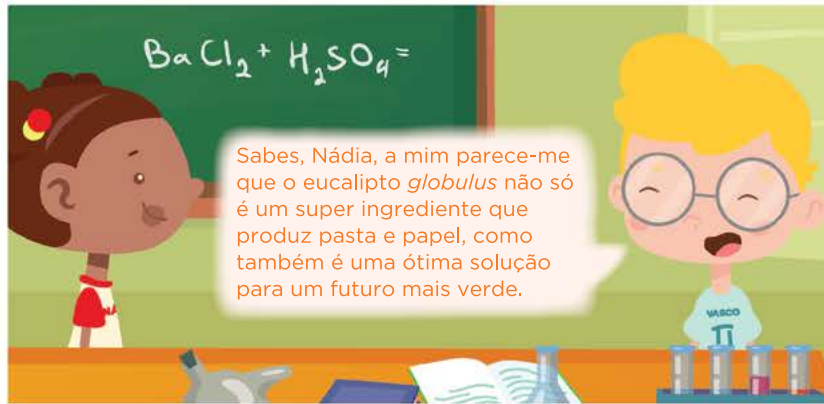 BaCl₂ + H₂SO₄ =
Sabes, Nádia, a mim parece-me
que o eucalipto globulus não só
é um super ingrediente que
produz pasta e papel, como
também é uma ótima solução
para um futuro mais verde.
VASCO